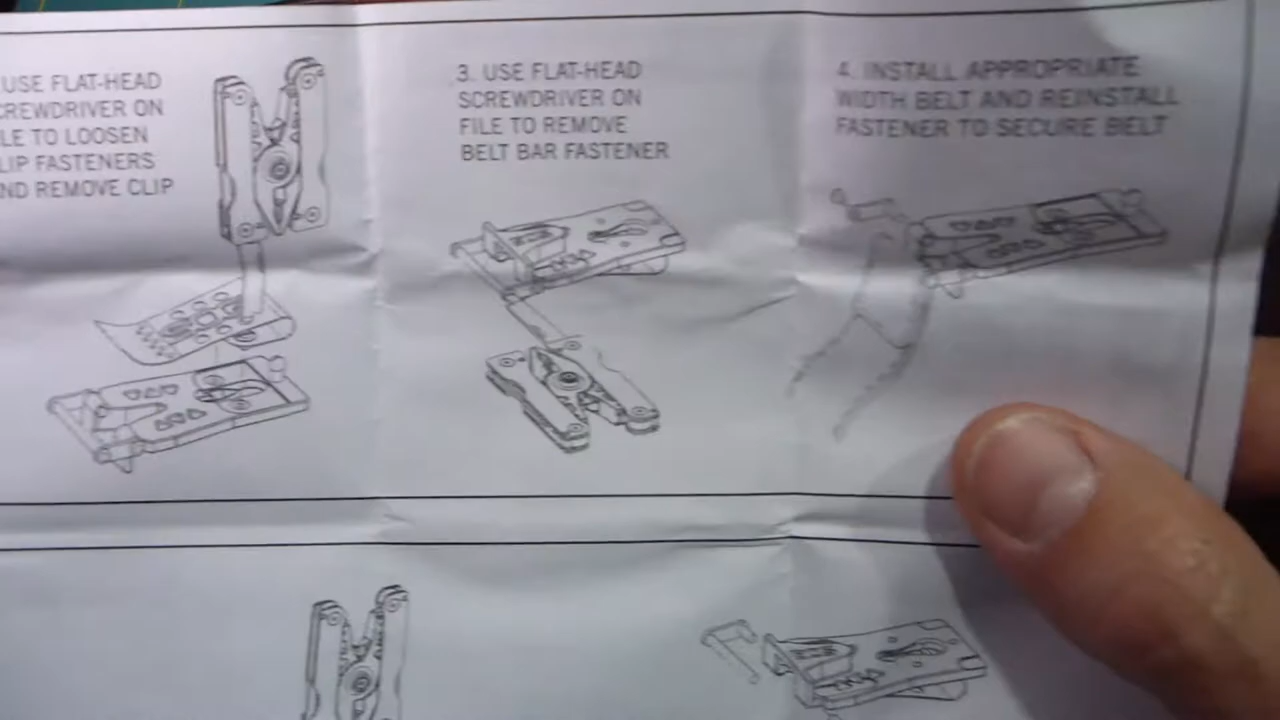 USE FLAT-HEAD
CREWDRIVER ON
LE TO LOOSEN
LIP FASTENERS
ND REMOVE CLIP
3. USE FLAT-HEAD
SCREWDRIVER ON
FILE TO REMOVE
BELT BAR FASTENER
4. INSTALL APPROPRIATE
WIDTH BELT AND REINSTALL
FASTENER TO SECURE BELT